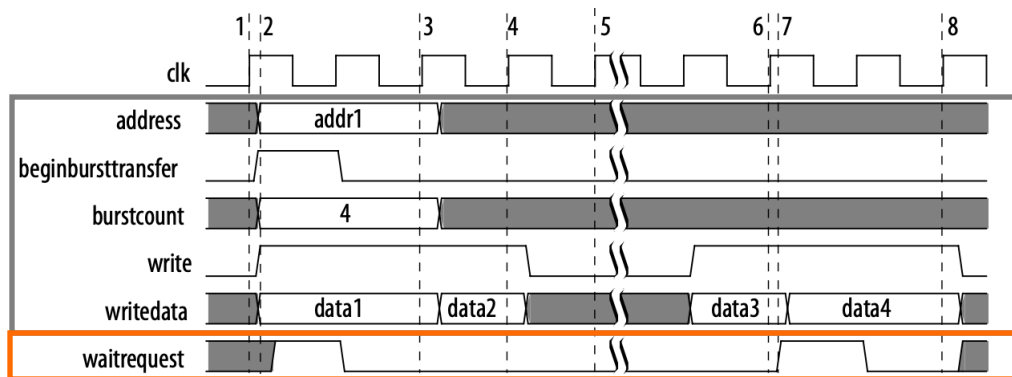 1 2 3 4 5 6 7 8
clk
address addr1
beginbursttransfer
burstcount 4
write
writedata data1 data2 data3 data4
waitrequest